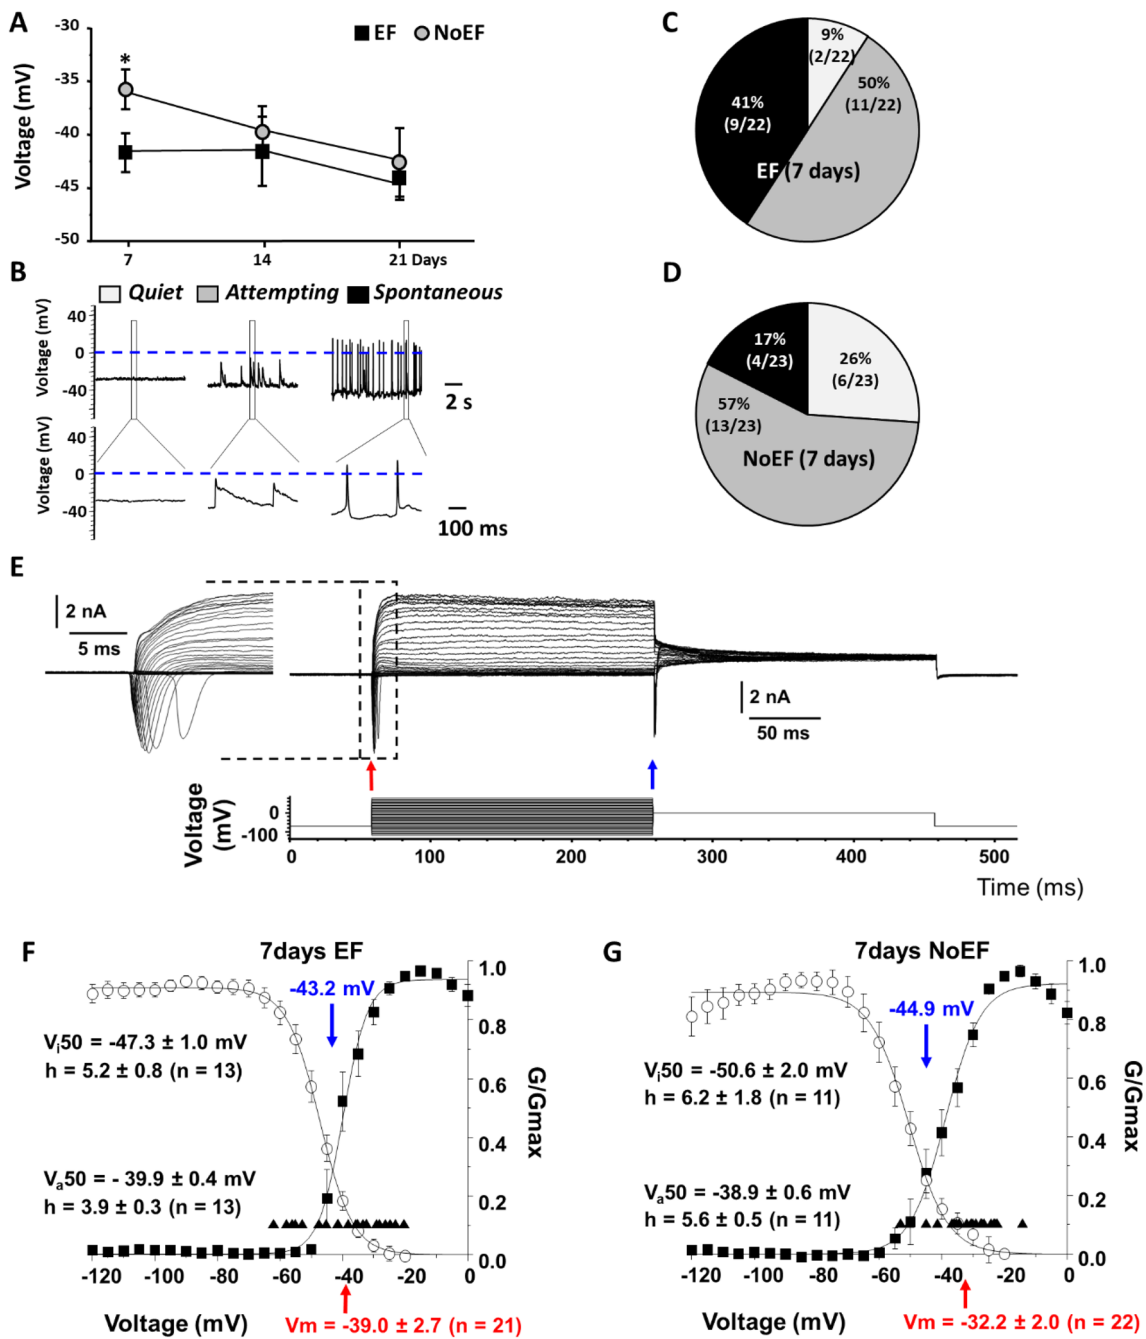 A
-30
-35
-40
-45
-50
Voltage (mV)
EF NoEF
*
7 14 21 Days
B
Quiet Attempting Spontaneous
Voltage (mV)
40
0
-40
2 s
Voltage (mV)
40
0
-40
100 ms
C
9%
(2/22)
50%
(11/22)
41%
(9/22)
EF (7 days)
D
17%
(4/23)
26%
(6/23)
57%
(13/23)
NoEF (7 days)
E
2 nA
5 ms
2 nA
50 ms
Voltage
(mV)
0
-100
0 100 200 300 400 500
Time (ms)
F
7days EF
-43.2 mV
Vi50 = -47.3 ± 1.0 mV
h = 5.2 ± 0.8 (n = 13)
Va50 = - 39.9 ± 0.4 mV
h = 3.9 ± 0.3 (n = 13)
1.0
0.8
0.6
0.4
0.2
0.0
G/Gmax
-120 -100 -80 -60 -40 -20 0
Voltage (mV)
Vm = -39.0 ± 2.7 (n = 21)
G
7days NoEF
-44.9 mV
Vi50 = -50.6 ± 2.0 mV
h = 6.2 ± 1.8 (n = 11)
Va50 = -38.9 ± 0.6 mV
h = 5.6 ± 0.5 (n = 11)
1.0
0.8
0.6
0.4
0.2
0.0
G/Gmax
-120 -100 -80 -60 -40 -20 0
Voltage (mV)
Vm = -32.2 ± 2.0 (n = 22)